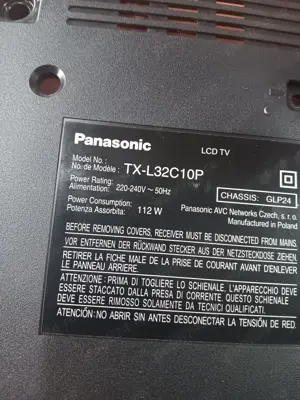 Panasonic
LCD TV
Model No. :
No. de Modèle : TX-L32C10P
Power Rating:
Alimentation: 220-240V ~ 50Hz
CHASSIS: GLP24
Power Consumption:
Potenza Assorbita: 112 W
Panasonic AVC Networks Czech, s.r.o.
Manufactured in Poland
BEFORE REMOVING COVERS, RECEIVER MUST BE DISCONNECTED FROM MAINS.
VOR ENTFERNEN DER RÜCKWAND STECKER AUS DER NETZSTECKDOSE ZIEHEN.
RETIRER LA FICHE MALE DE LA PRISE DE COURANT AVANT D'ENLEVER
LE PANNEAU ARRIERE.
ATTENZIONE: PRIMA DI TOGLIERE LO SCHIENALE, L'APPARECCHIO DEVE
ESSERE STACCATO DALLA PRESA DI CORRENTE. QUESTO SCHIENALE
DEVE ESSERE RIMOSSO SOLAMENTE DA TECNICI QUALIFICATI.
ATENCIÓN: NO ABRIR SIN ANTES DESCONECTAR LA TENSIÓN DE RED.